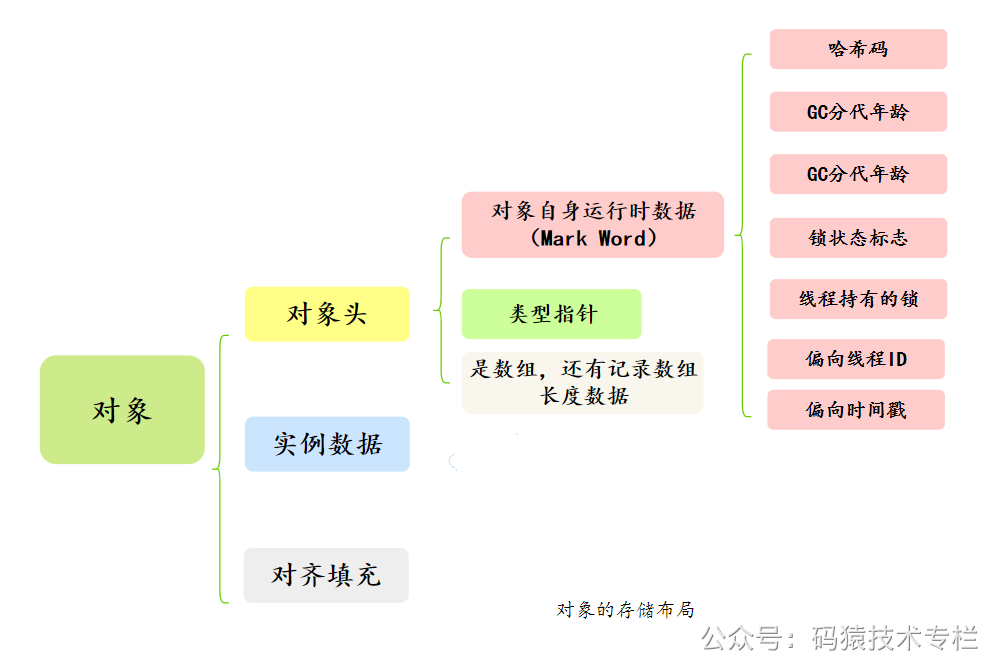 哈希码
GC分代年龄
GC分代年龄
对象自身运行时数据
（Mark Word）
锁状态标志
线程持有的锁
对象头
类型指针
偏向线程ID
是数组，还有记录数组
长度数据
对象
偏向时间戳
实例数据
对齐填充
对象的存储布局
公众号：码猿技术专栏